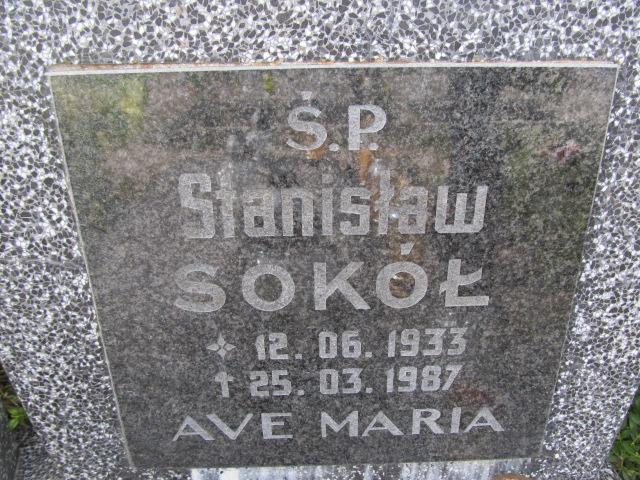 Ś.P.
Stanisław
SOKÓŁ
✧ 12. 06. 1933
† 25. 03. 1987
AVE MARIA